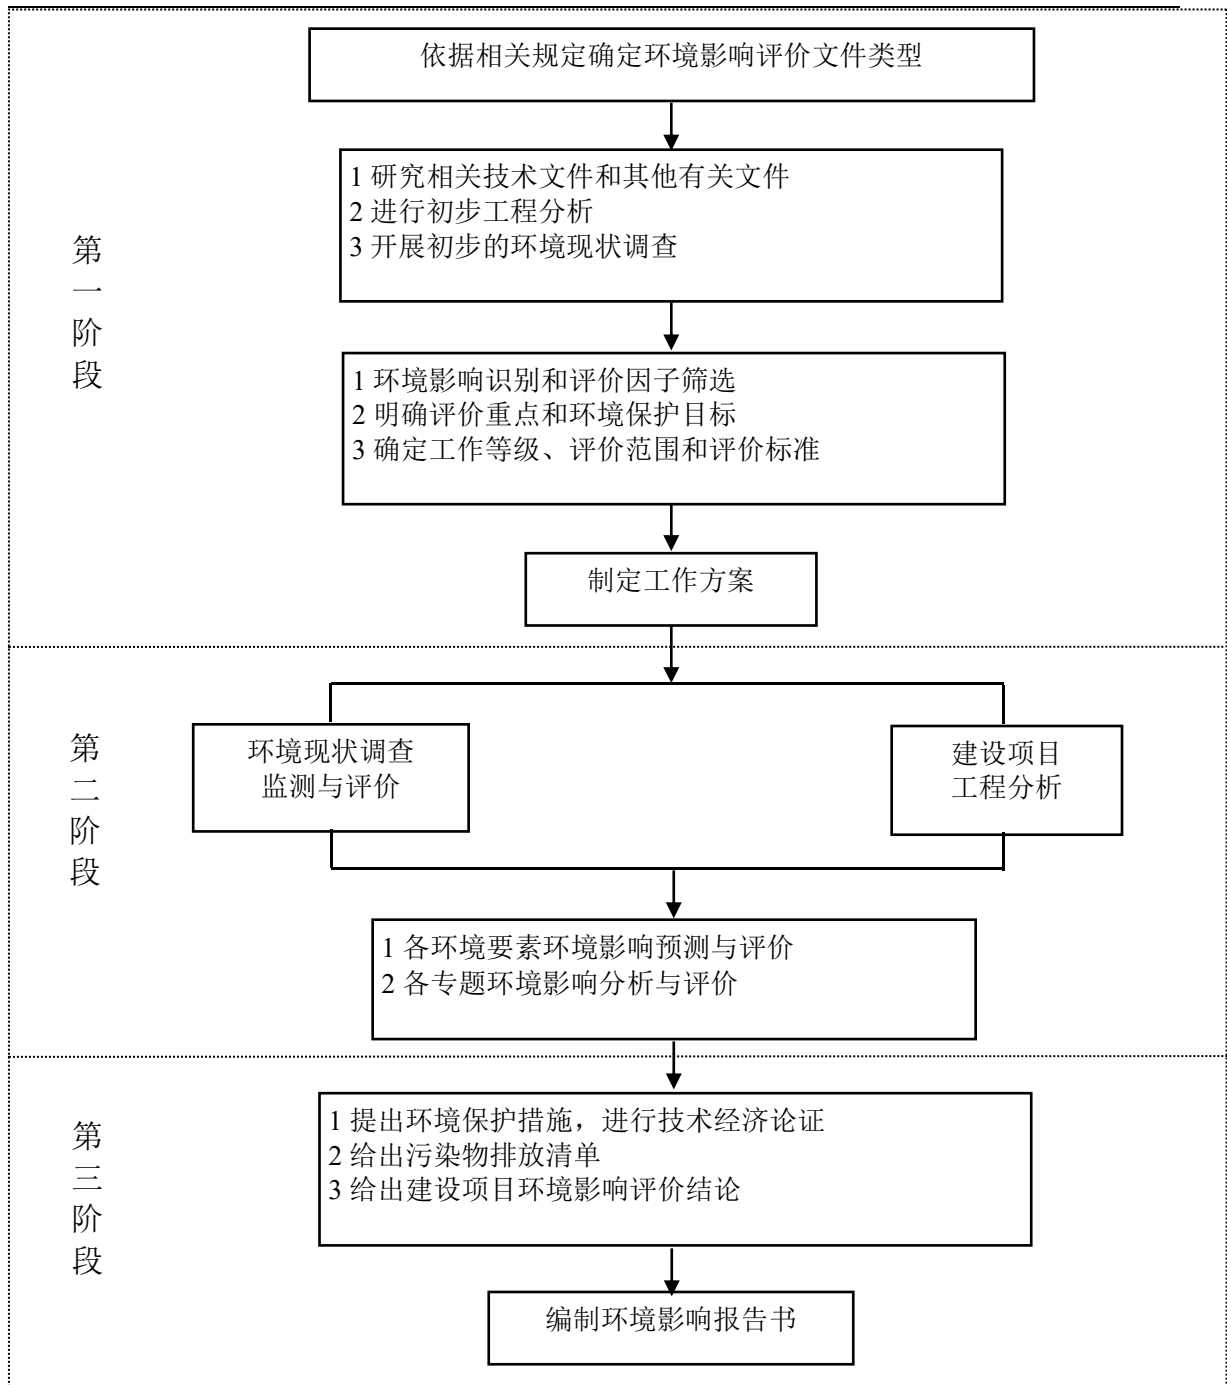 依据相关规定确定环境影响评价文件类型
1 研究相关技术文件和其他有关文件
2 进行初步工程分析
3 开展初步的环境现状调查
第一阶段
1 环境影响识别和评价因子筛选
2 明确评价重点和环境保护目标
3 确定工作等级、评价范围和评价标准
制定工作方案
第二阶段
环境现状调查
监测与评价
建设项目
工程分析
1 各环境要素环境影响预测与评价
2 各专题环境影响分析与评价
第三阶段
1 提出环境保护措施，进行技术经济论证
2 给出污染物排放清单
3 给出建设项目环境影响评价结论
编制环境影响报告书